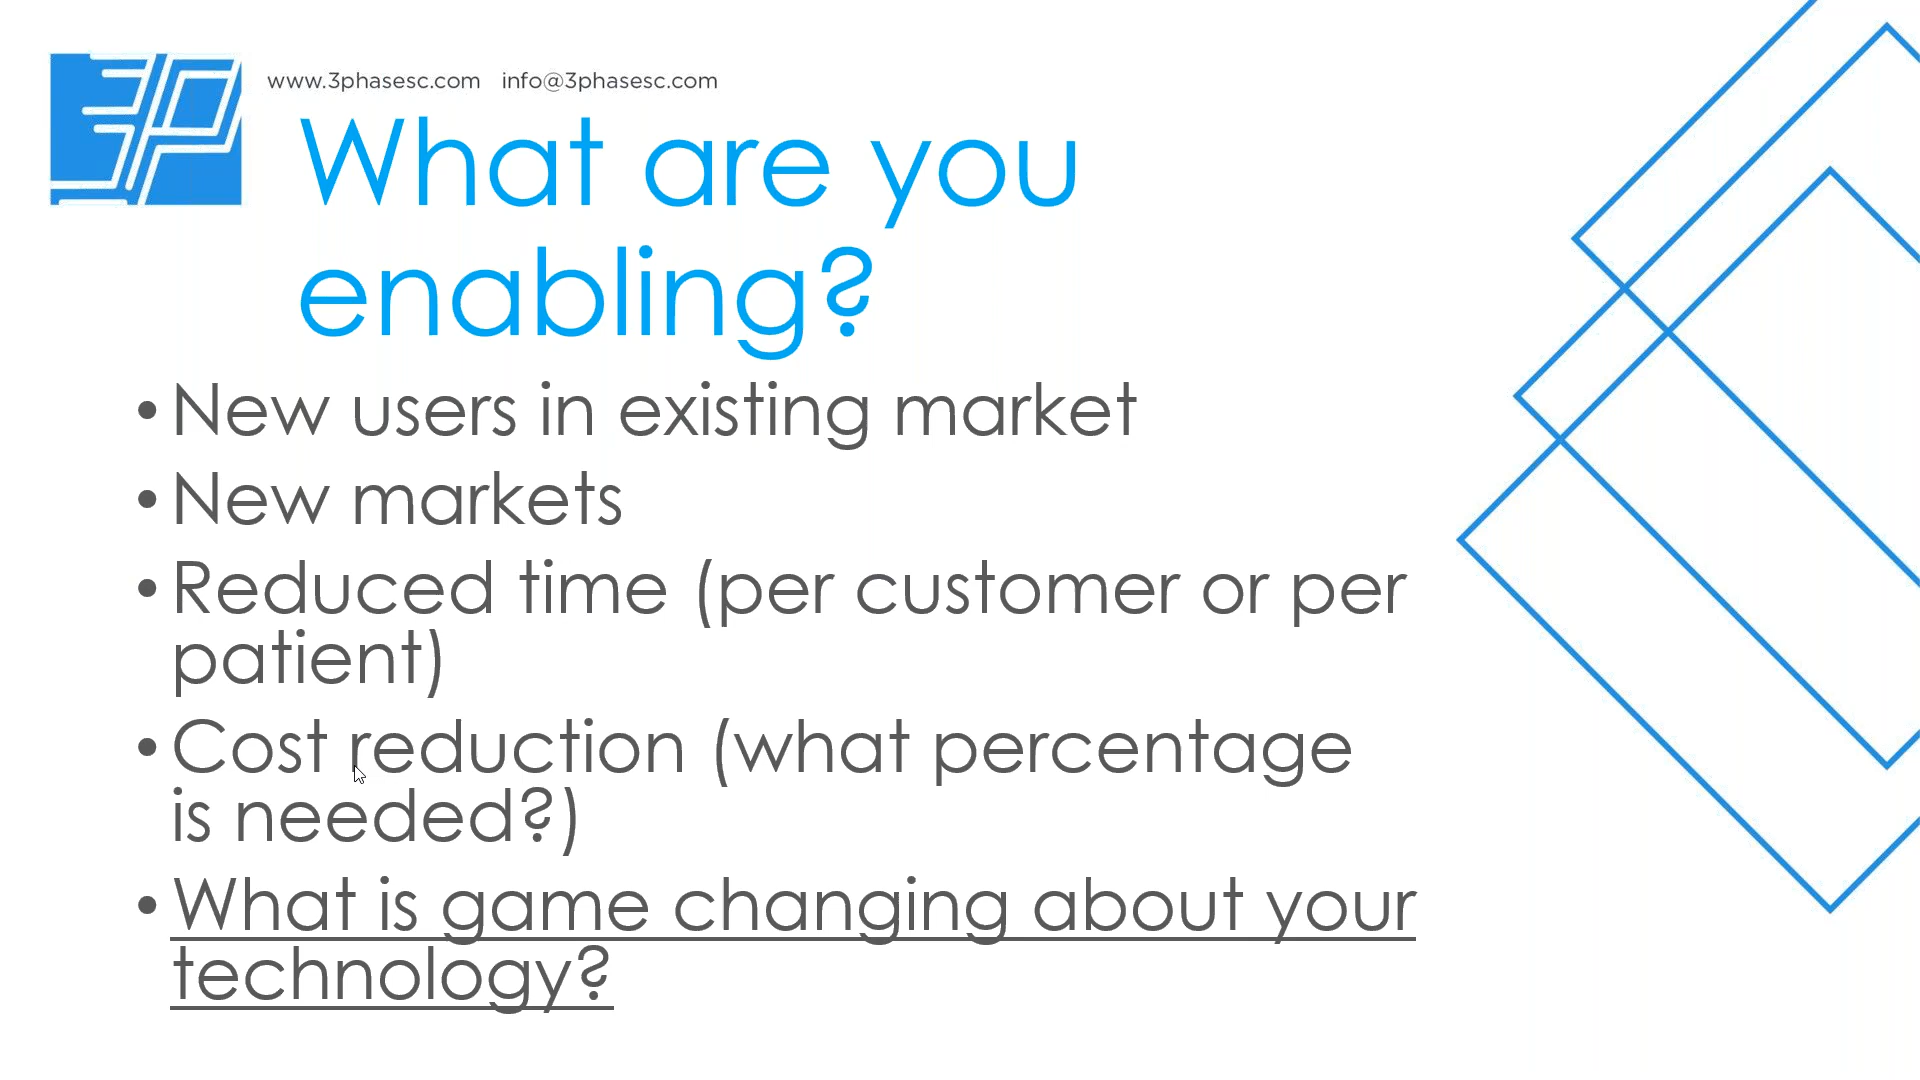 3P
www.3phasesc.com info@3phasesc.com
What are you
enabling?
• New users in existing market
• New markets
• Reduced time (per customer or per
patient)
• Cost reduction (what percentage
is needed?)
• What is game changing about your
technology?